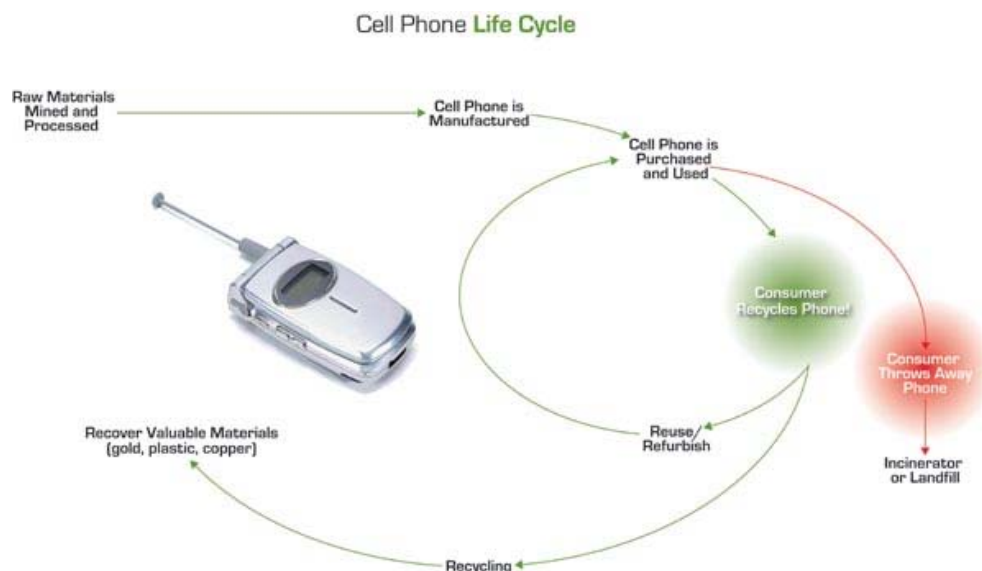 Cell Phone Life Cycle
Raw Materials
Mined and
Processed
Cell Phone is
Manufactured
Cell Phone is
Purchased
and Used
Consumer
Recycles Phone!
Consumer
Throws Away
Phone
Reuse/
Refurbish
Incinerator
or Landfill
Recover Valuable Materials
(gold, plastic, copper)
Recycling